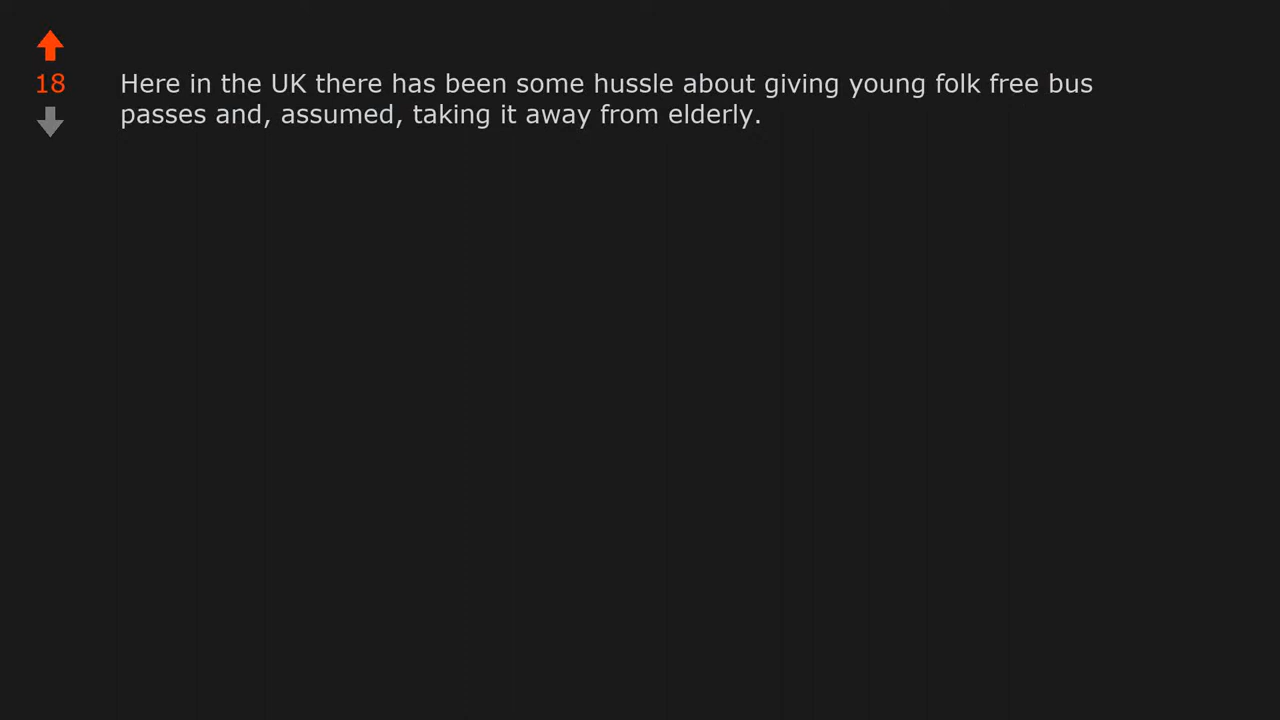 18
Here in the UK there has been some hussle about giving young folk free bus
passes and, assumed, taking it away from elderly.